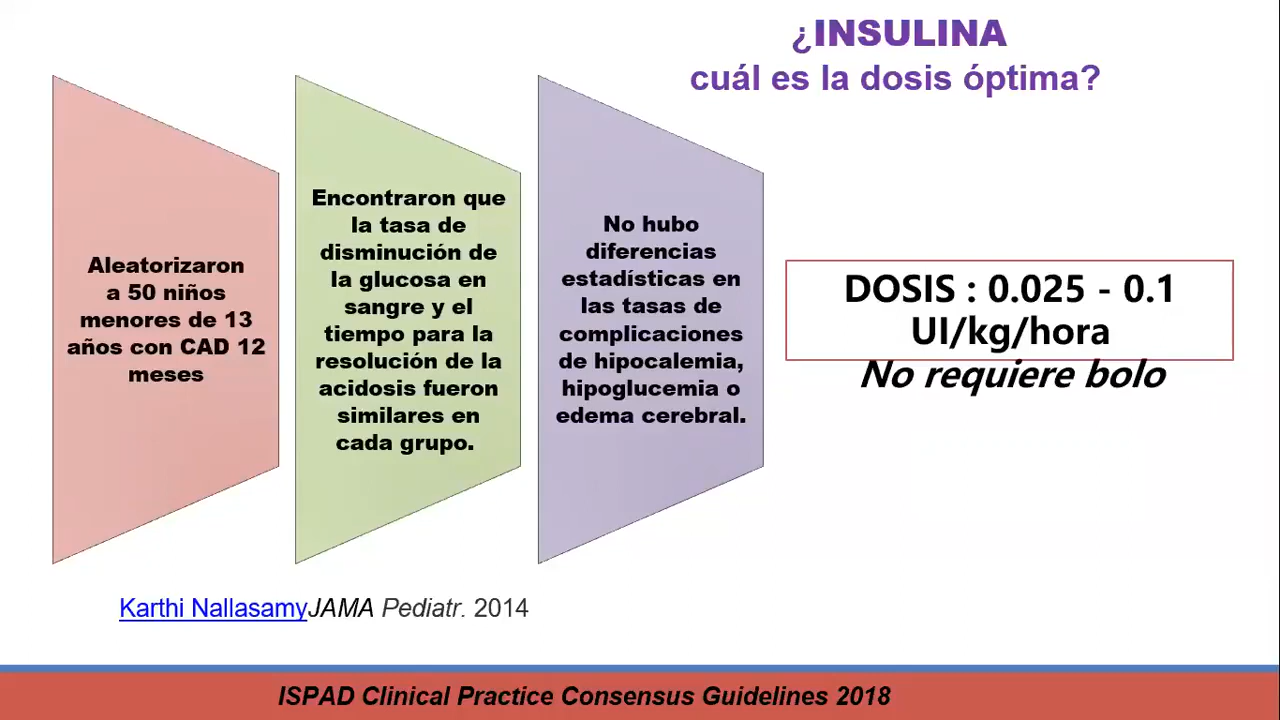 ¿INSULINA
cuál es la dosis óptima?
Aleatorizaron
a 50 niños
menores de 13
años con CAD 12
meses
Encontraron que
la tasa de
disminución de
la glucosa en
sangre y el
tiempo para la
resolución de la
acidosis fueron
similares en
cada grupo.
No hubo
diferencias
estadísticas en
las tasas de
complicaciones
de hipocalemia,
hipoglucemia o
edema cerebral.
DOSIS : 0.025 - 0.1
UI/kg/hora
No requiere bolo
Karthi NallasamyJAMA Pediatr. 2014
ISPAD Clinical Practice Consensus Guidelines 2018